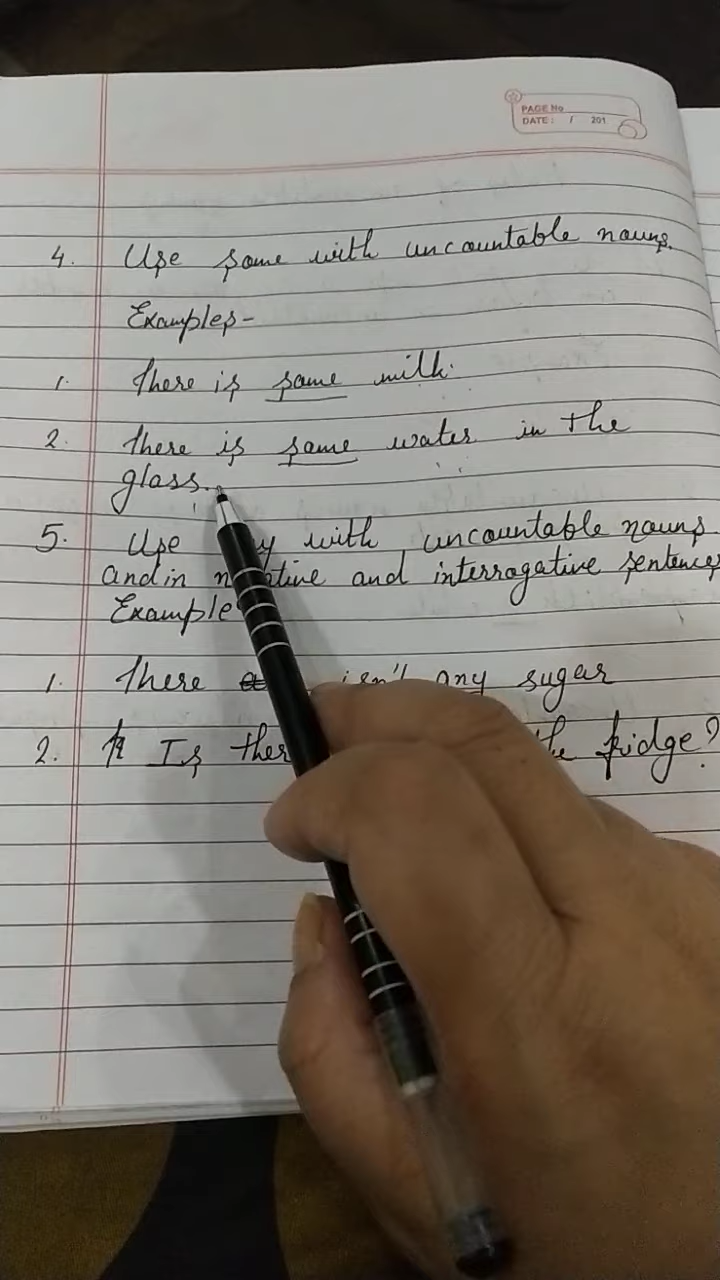 PAGE No
DATE : / 201
4. Use some with uncountable nouns.
Examples-
1. There is some milk.
2. There is some water in the
glass.
5. Use with uncountable nouns
and in and interrogative sentences
Example
1. There isn't any sugar
2. Is the fridge?